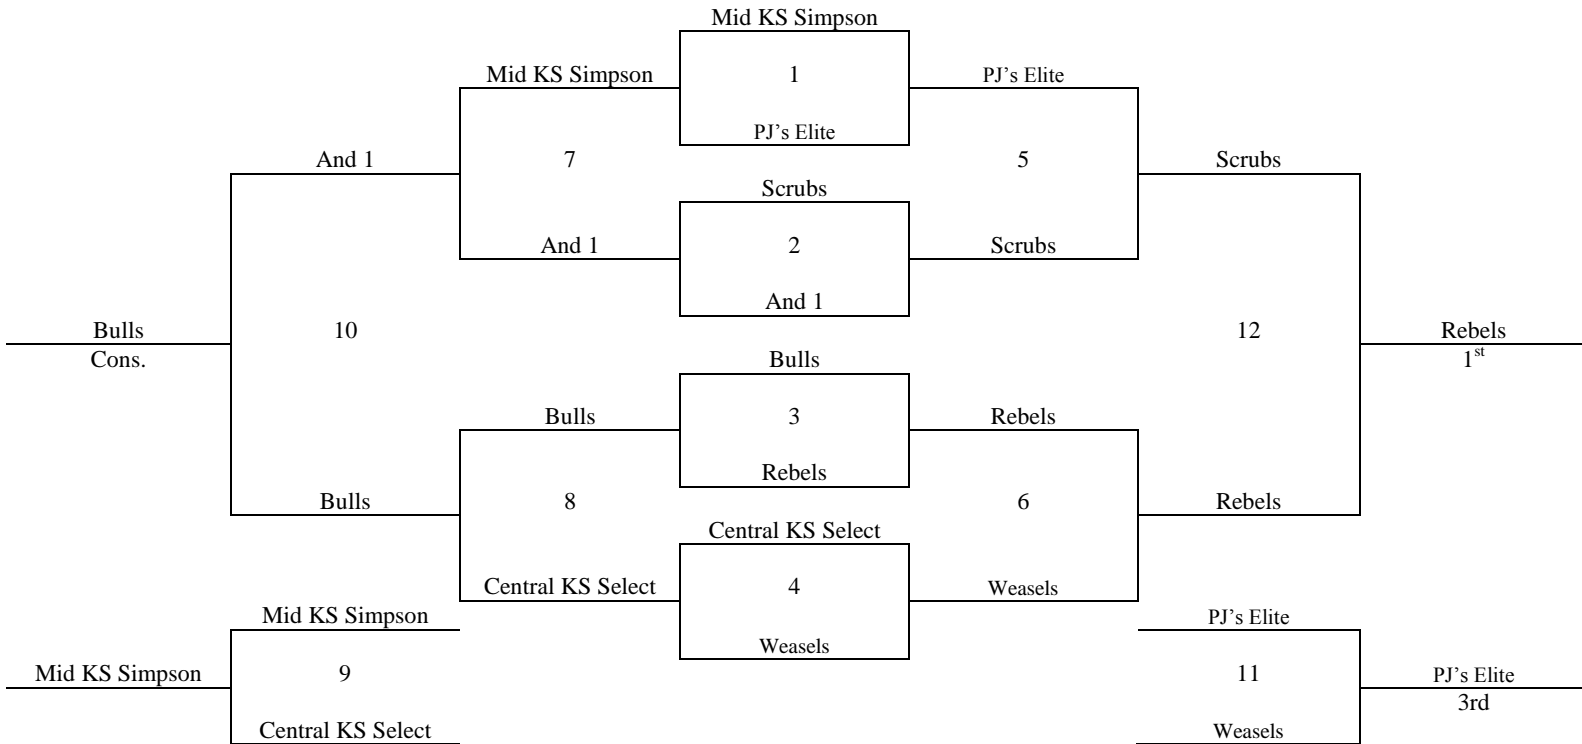 Mid KS Simpson
Mid KS Simpson
1
PJ’s Elite
PJ’s Elite
And 1
7
5
Scrubs
Scrubs
And 1
2
Scrubs
And 1
Bulls
10
12
Rebels
Cons.
1st
Bulls
Bulls
3
Rebels
Rebels
Bulls
8
6
Rebels
Central KS Select
Central KS Select
4
Weasels
Mid KS Simpson
PJ’s Elite
Weasels
Mid KS Simpson
9
11
PJ’s Elite
3rd
Central KS Select
Weasels